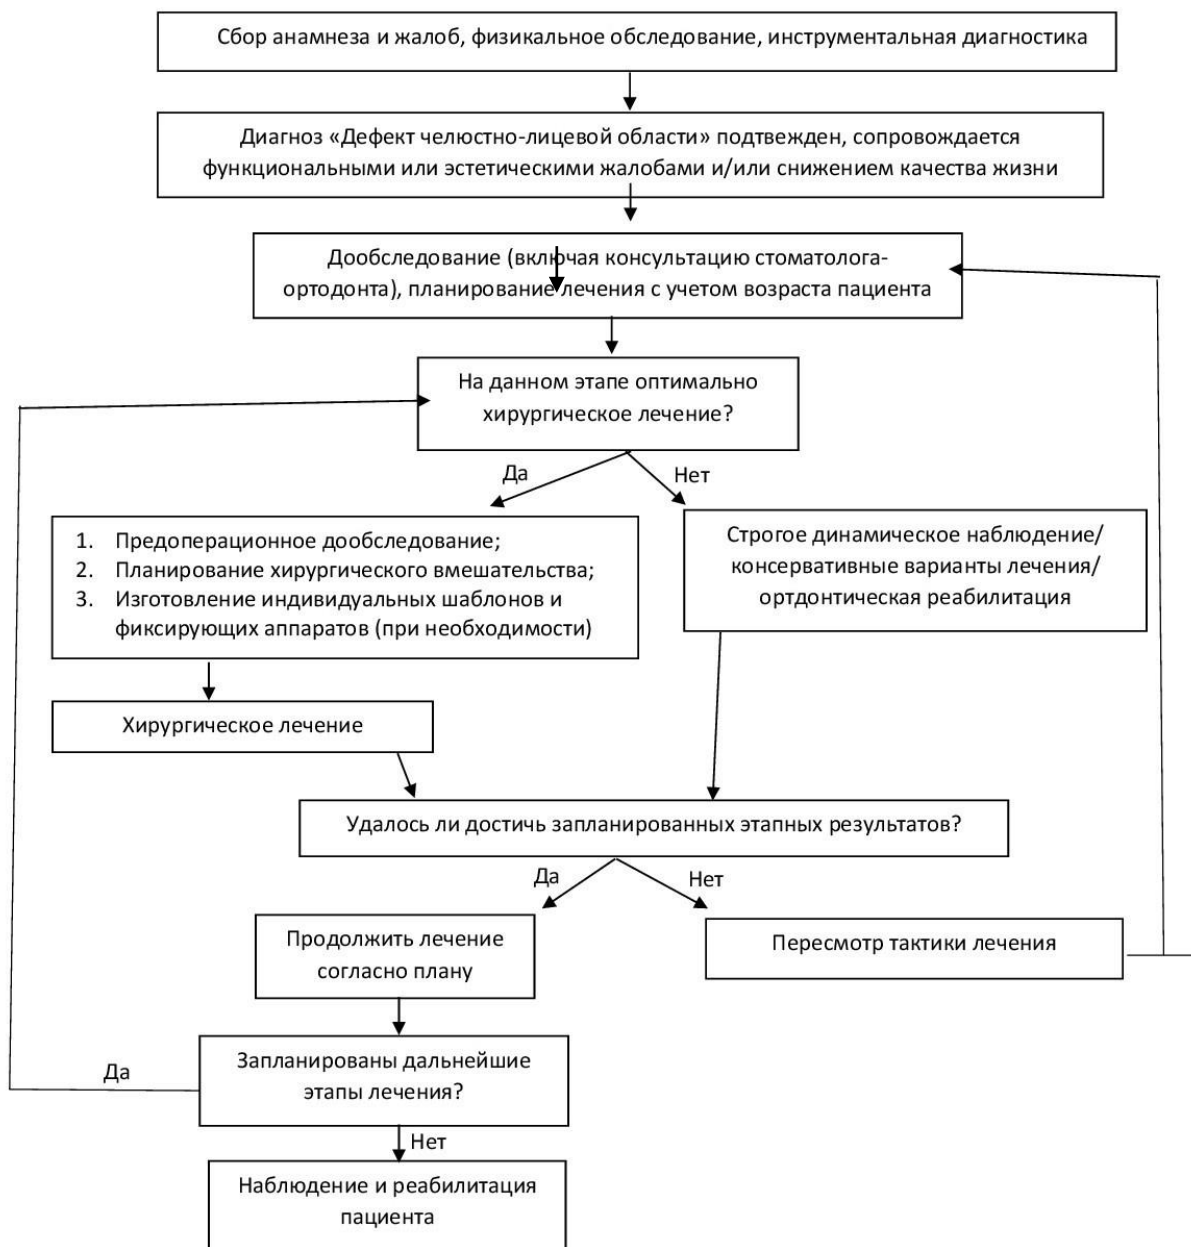 Сбор анамнеза и жалоб, физикальное обследование, инструментальная диагностика
Диагноз «Дефект челюстно-лицевой области» подтвержден, сопровождается
функциональными или эстетическими жалобами и/или снижением качества жизни
Дообследование (включая консультацию стоматолога-
ортодонта), планирование лечения с учетом возраста пациента
На данном этапе оптимально
хирургическое лечение?
Да
Нет
1. Предоперационное дообследование;
2. Планирование хирургического вмешательства;
3. Изготовление индивидуальных шаблонов и
фиксирующих аппаратов (при необходимости)
Строгое динамическое наблюдение/
консервативные варианты лечения/
ортдонтическая реабилитация
Хирургическое лечение
Удалось ли достичь запланированных этапных результатов?
Да
Нет
Продолжить лечение
согласно плану
Пересмотр тактики лечения
Запланированы дальнейшие
этапы лечения?
Да
Нет
Наблюдение и реабилитация
пациента